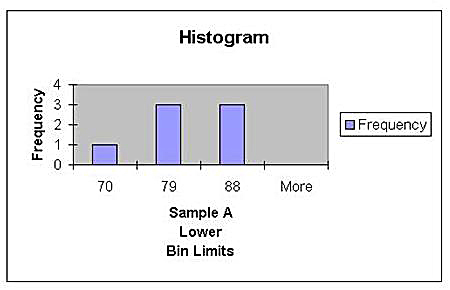 Histogram
4
3
2
1
0
Frequency
70 79 88 More
Sample A
Lower
Bin Limits
Frequency